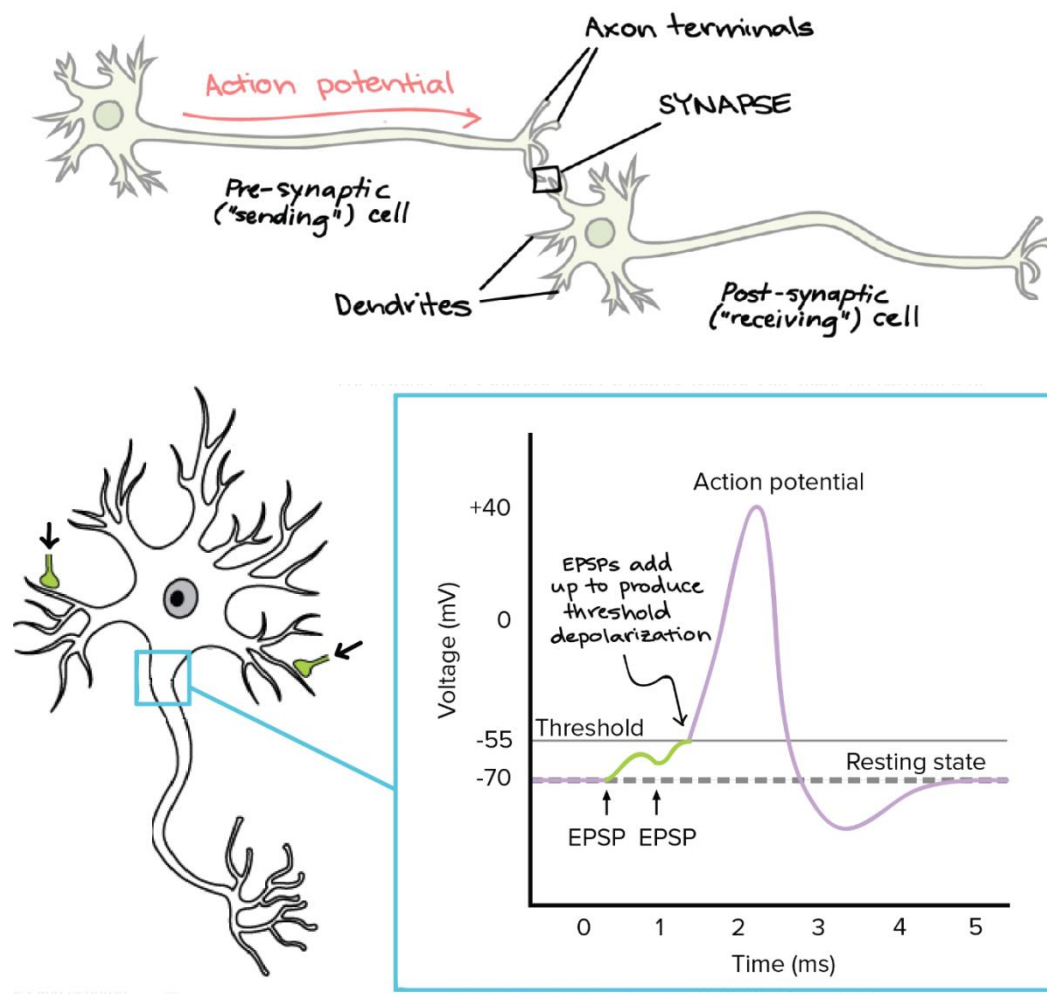 Axon terminals
Action potential
SYNAPSE
Pre-synaptic
("sending") cell
Dendrites
Post-synaptic
("receiving") cell
Action potential
+40
EPSPs add
up to produce
threshold
depolarization
0
Voltage (mV)
Threshold
-55
Resting state
-70
EPSP EPSP
0 1 2 3 4 5
Time (ms)